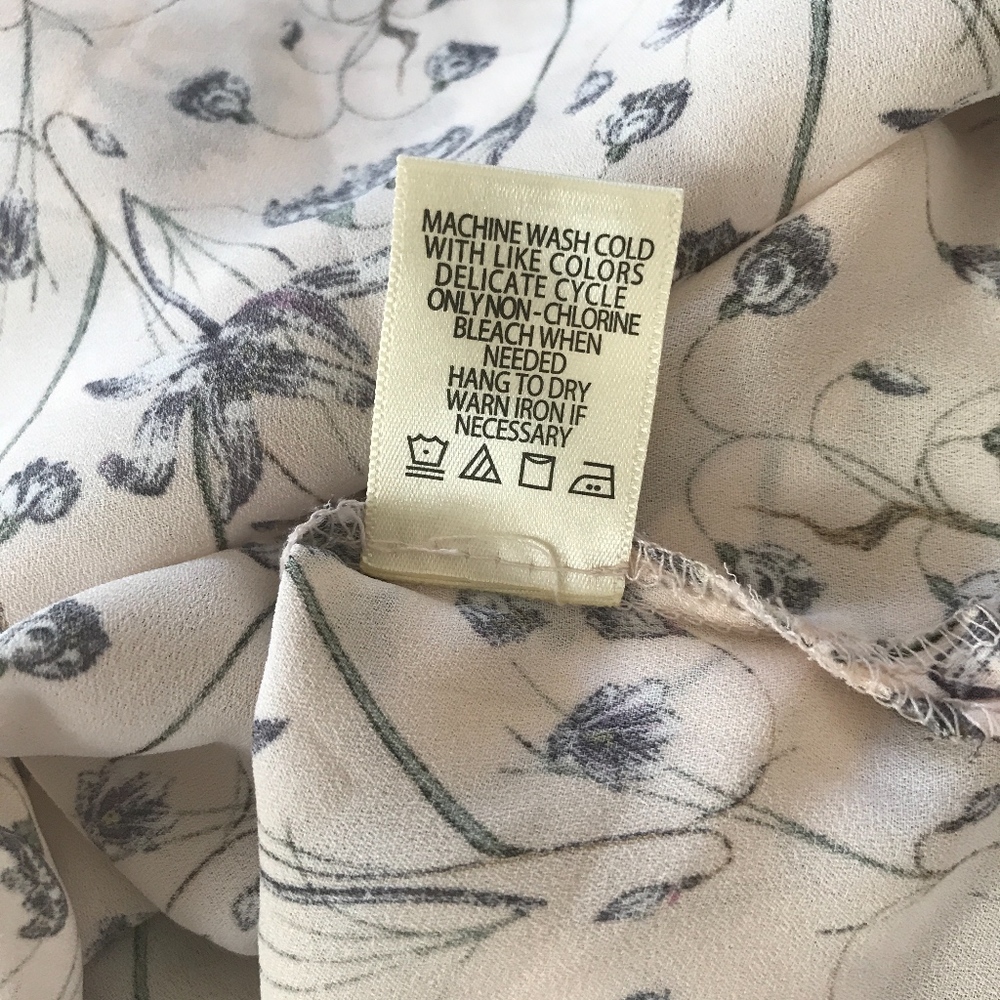 MACHINE WASH COLD
WITH LIKE COLORS
DELICATE CYCLE
ONLY NON-CHLORINE
BLEACH WHEN
NEEDED
HANG TO DRY
WARN IRON IF
NECESSARY